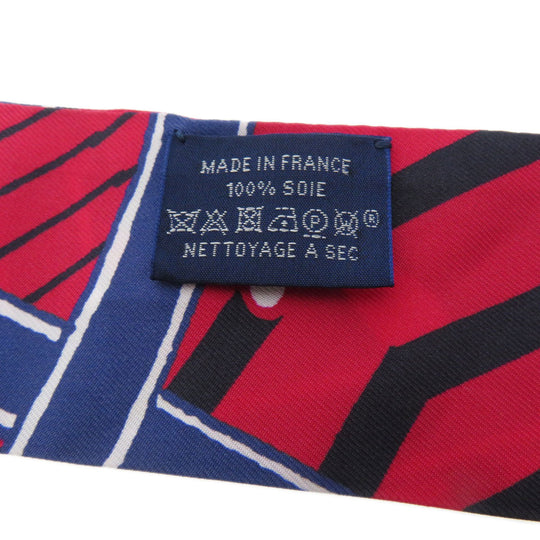 MADE IN FRANCE
100% SOIE
P W ®
NETTOYAGE A SEC